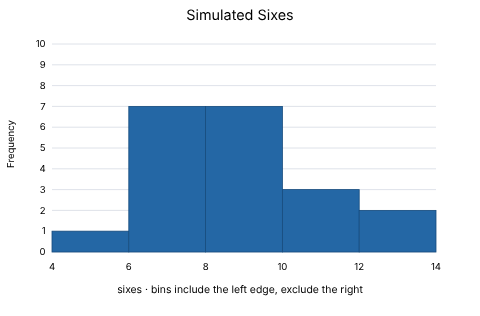 Simulated Sixes
10
9
8
7
6
5
4
3
2
1
0
Frequency
4 6 8 10 12 14
sixes · bins include the left edge, exclude the right